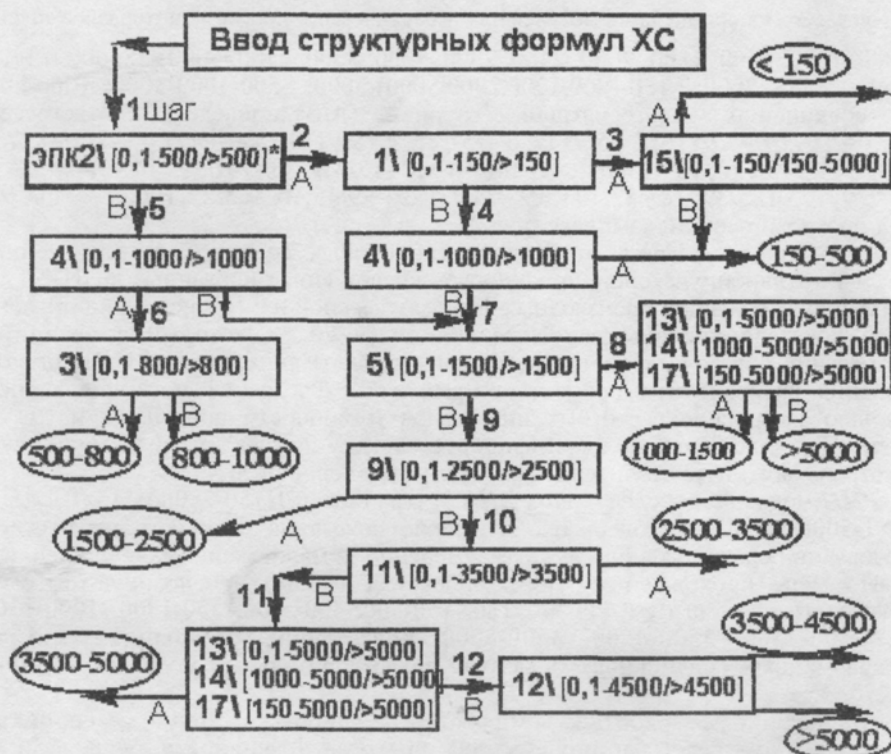 Ввод структурных формул ХС
< 150
1шаг
A
ЭПК2\ [0,1-500/>500]*
2
A
1\ [0,1-150/>150]
3
A
15\[0,1-150/150-5000]
B
5
B
4
B
4\ [0,1-1000/>1000]
4\ [0,1-1000/>1000]
A
150-500
A
6
B
B
7
3\ [0,1-800/>800]
5\ [0,1-1500/>1500]
8
A
13\ [0,1-5000/>5000]
14\ [1000-5000/>5000
17\ [150-5000/>5000]
A
B
B
9
A
B
500-800
800-1000
1000-1500
>5000
9\ [0,1-2500/>2500]
A
B
10
1500-2500
2500-3500
11\ [0,1-3500/>3500]
A
11
B
3500-4500
3500-5000
13\ [0,1-5000/>5000]
14\ [1000-5000/>5000]
17\ [150-5000/>5000]
A
12
B
12\ [0,1-4500/>4500]
>5000